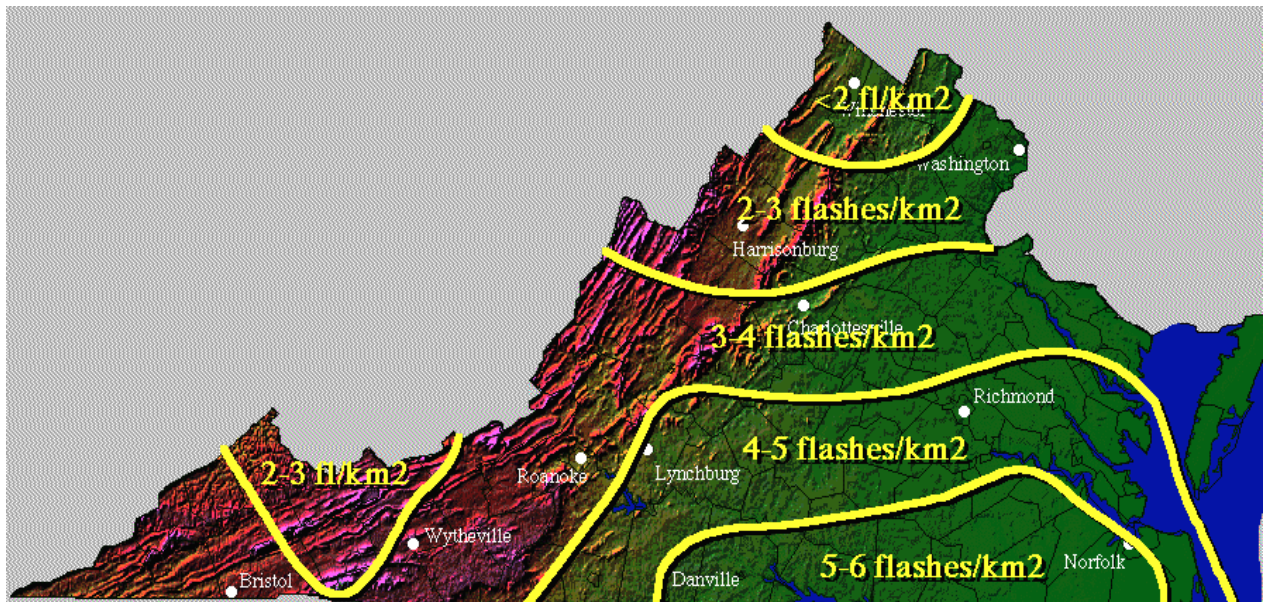 <2 fl/km2
Winchester
Washington
2-3 flashes/km2
Harrisonburg
Charlottesville
3-4 flashes/km2
Richmond
4-5 flashes/km2
2-3 fl/km2
Roanoke
Lynchburg
Wytheville
Norfolk
5-6 flashes/km2
Danville
Bristol